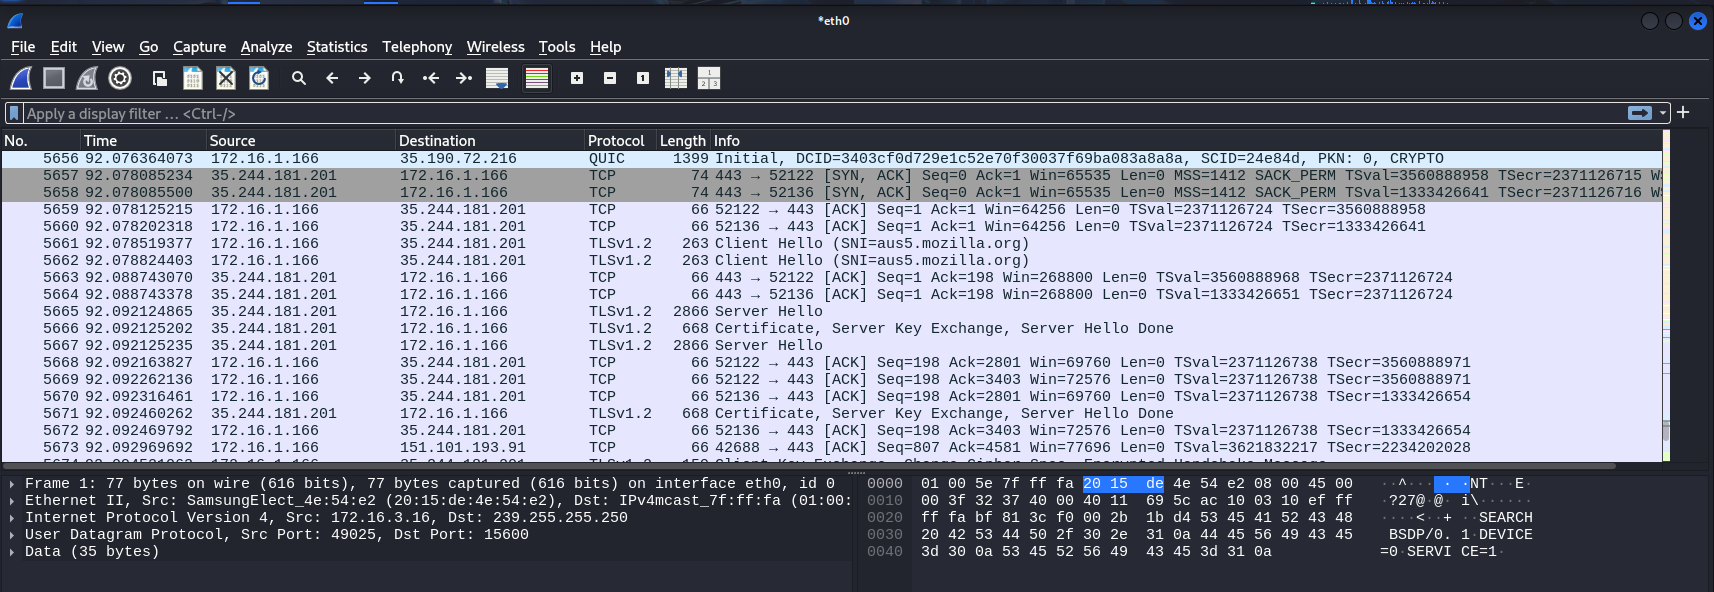 *eth0
File Edit View Go Capture Analyze Statistics Telephony Wireless Tools Help
Apply a display filter … <Ctrl-/>
No. Time Source Destination Protocol Length Info
5656 92.076364073 172.16.1.166 35.190.72.216 QUIC 1399 Initial, DCID=3403cf0d729e1c52e70f30037f69ba083a8a8a, SCID=24e84d, PKN: 0, CRYPTO
5657 92.078085234 35.244.181.201 172.16.1.166 TCP 74 443 → 52122 [SYN, ACK] Seq=0 Ack=1 Win=65535 Len=0 MSS=1412 SACK_PERM TSval=3560888958 TSecr=2371126715 WS
5658 92.078085500 35.244.181.201 172.16.1.166 TCP 74 443 → 52136 [SYN, ACK] Seq=0 Ack=1 Win=65535 Len=0 MSS=1412 SACK_PERM TSval=1333426641 TSecr=2371126716 WS
5659 92.078125215 172.16.1.166 35.244.181.201 TCP 66 52122 → 443 [ACK] Seq=1 Ack=1 Win=64256 Len=0 TSval=2371126724 TSecr=3560888958
5660 92.078202318 172.16.1.166 35.244.181.201 TCP 66 52136 → 443 [ACK] Seq=1 Ack=1 Win=64256 Len=0 TSval=2371126724 TSecr=1333426641
5661 92.078519377 172.16.1.166 35.244.181.201 TLSv1.2 263 Client Hello (SNI=aus5.mozilla.org)
5662 92.078824403 172.16.1.166 35.244.181.201 TLSv1.2 263 Client Hello (SNI=aus5.mozilla.org)
5663 92.088743070 35.244.181.201 172.16.1.166 TCP 66 443 → 52122 [ACK] Seq=1 Ack=198 Win=268800 Len=0 TSval=3560888968 TSecr=2371126724
5664 92.088743378 35.244.181.201 172.16.1.166 TCP 66 443 → 52136 [ACK] Seq=1 Ack=198 Win=268800 Len=0 TSval=1333426651 TSecr=2371126724
5665 92.092124865 35.244.181.201 172.16.1.166 TLSv1.2 2866 Server Hello
5666 92.092125202 35.244.181.201 172.16.1.166 TLSv1.2 668 Certificate, Server Key Exchange, Server Hello Done
5667 92.092125235 35.244.181.201 172.16.1.166 TLSv1.2 2866 Server Hello
5668 92.092163827 172.16.1.166 35.244.181.201 TCP 66 52122 → 443 [ACK] Seq=198 Ack=2801 Win=69760 Len=0 TSval=2371126738 TSecr=3560888971
5669 92.092262136 172.16.1.166 35.244.181.201 TCP 66 52122 → 443 [ACK] Seq=198 Ack=3403 Win=72576 Len=0 TSval=2371126738 TSecr=3560888971
5670 92.092316461 172.16.1.166 35.244.181.201 TCP 66 52136 → 443 [ACK] Seq=198 Ack=2801 Win=69760 Len=0 TSval=2371126738 TSecr=1333426654
5671 92.092460262 35.244.181.201 172.16.1.166 TLSv1.2 668 Certificate, Server Key Exchange, Server Hello Done
5672 92.092469792 172.16.1.166 35.244.181.201 TCP 66 52136 → 443 [ACK] Seq=198 Ack=3403 Win=72576 Len=0 TSval=2371126738 TSecr=1333426654
5673 92.092969692 172.16.1.166 151.101.193.91 TCP 66 42688 → 443 [ACK] Seq=807 Ack=4581 Win=77696 Len=0 TSval=3621832217 TSecr=2234202028
Frame 1: 77 bytes on wire (616 bits), 77 bytes captured (616 bits) on interface eth0, id 0
Ethernet II, Src: SamsungElect_4e:54:e2 (20:15:de:4e:54:e2), Dst: IPv4mcast_7f:ff:fa (01:00:
Internet Protocol Version 4, Src: 172.16.3.16, Dst: 239.255.255.250
User Datagram Protocol, Src Port: 49025, Dst Port: 15600
Data (35 bytes)
0000 01 00 5e 7f ff fa 20 15 de 4e 54 e2 08 00 45 00 ··^··· ···NT···E·
0010 00 3f 32 37 40 00 40 11 69 5c ac 10 03 10 ef ff ·?27@·@· i\······
0020 ff fa bf 81 3c f0 00 2b 1b d4 53 45 41 52 43 48 ····<··+ ··SEARCH
0030 20 42 53 44 50 2f 30 2e 31 0a 44 45 56 49 43 45 BSDP/0. 1·DEVICE
0040 3d 30 0a 53 45 52 56 49 43 45 3d 31 0a =0·SERVI CE=1·